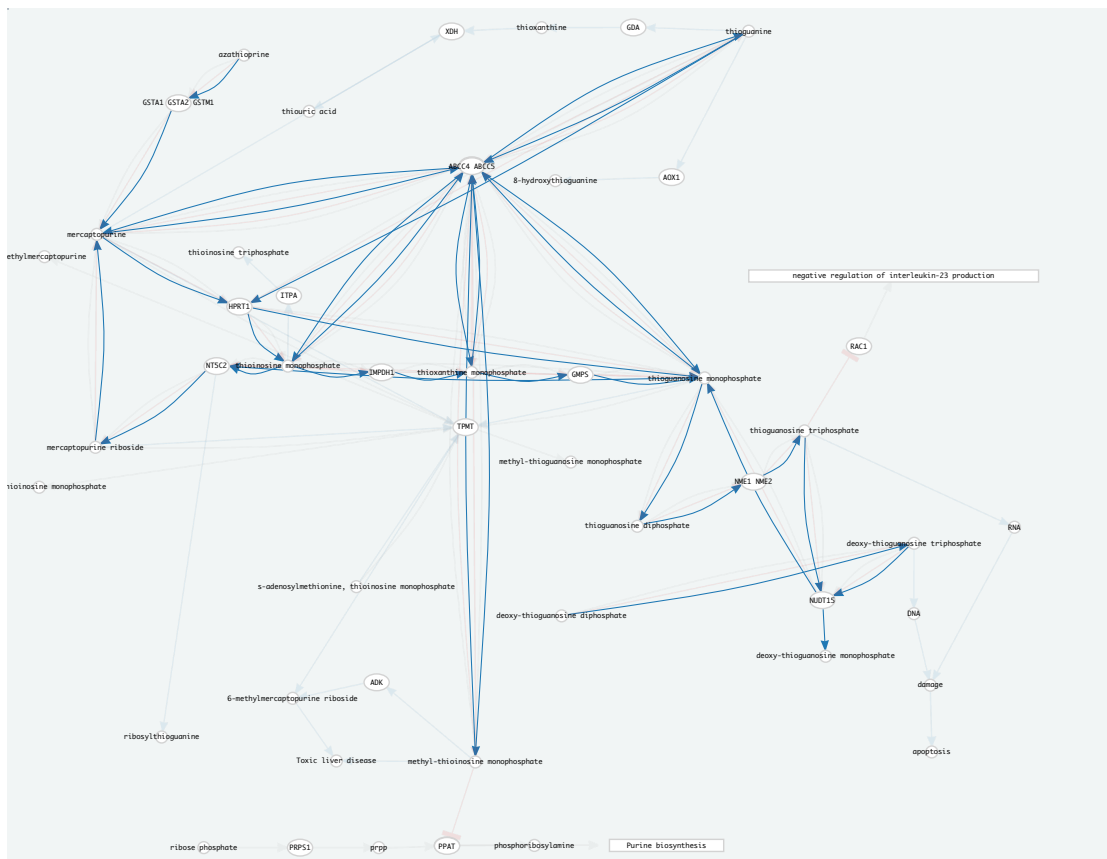 XDH
thioxanthine
GDA
thioguanine
azathioprine
GSTA1 GSTA2 GSTM1
thiouric acid
ABCC4 ABCC5
8-hydroxythioguanine
AOX1
mercaptopurine
ethylmercaptopurine
thioinosine triphosphate
negative regulation of interleukin-23 production
ITPA
HPRT1
RAC1
NT5C2
thioinosine monophosphate
IMPDH1
thioxanthine monophosphate
GMPS
thioguanosine monophosphate
TPMT
thioguanosine triphosphate
mercaptopurine riboside
methyl-thioguanosine monophosphate
NME1 NME2
hioinosine monophosphate
thioguanosine diphosphate
RNA
deoxy-thioguanosine triphosphate
s-adenosylmethionine, thioinosine monophosphate
NUDT15
deoxy-thioguanosine diphosphate
DNA
deoxy-thioguanosine monophosphate
ADK
damage
6-methylmercaptopurine riboside
ribosylthioguanine
apoptosis
Toxic liver disease
methyl-thioinosine monophosphate
ribose phosphate
PRPS1
prpp
PPAT
phosphoribosylamine
Purine biosynthesis